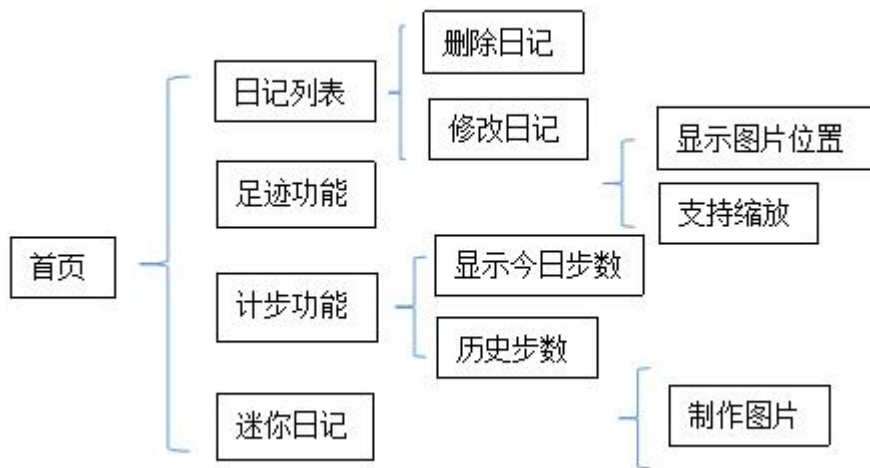 删除日记
日记列表
修改日记
显示图片位置
足迹功能
支持缩放
首页
显示今日步数
计步功能
历史步数
迷你日记
制作图片